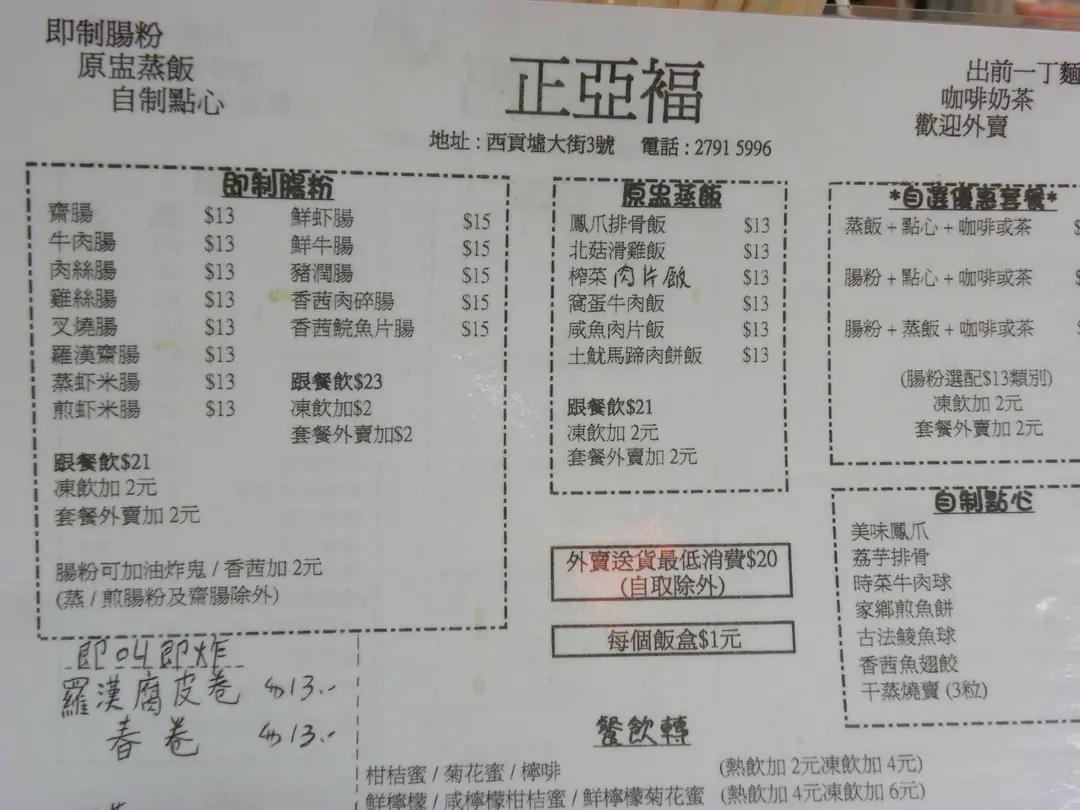 即制腸粉
原盅蒸飯
自制點心
正亞褔
地址 : 西貢墟大街3號 電話 : 2791 5996
出前一丁麵
咖啡奶茶
歡迎外賣
即制腸粉
齋腸 $13
牛肉腸 $13
肉絲腸 $13
雞絲腸 $13
叉燒腸 $13
羅漢齋腸 $13
蒸虾米腸 $13
煎虾米腸 $13
跟餐飲$21
凍飲加 2元
套餐外賣加 2元
鮮虾腸 $15
鮮牛腸 $15
豬潤腸 $15
香茜肉碎腸 $15
香茜鯇魚片腸 $15
跟餐飲$23
凍飲加$2
套餐外賣加$2
腸粉可加油炸鬼 / 香茜加 2元
(蒸 / 煎腸粉及齋腸除外)
原盅蒸飯
鳳爪排骨飯 $13
北菇滑雞飯 $13
榨菜肉片飯 $13
窩蛋牛肉飯 $13
咸魚肉片飯 $13
土魷馬蹄肉餅飯 $13
跟餐飲$21
凍飲加 2元
套餐外賣加 2元
*自選優惠套餐*
蒸飯 + 點心 + 咖啡或茶
腸粉 + 點心 + 咖啡或茶
腸粉 + 蒸飯 + 咖啡或茶
(腸粉選配$13類別)
凍飲加 2元
套餐外賣加 2元
外賣送貨最低消費$20
(自取除外)
每個飯盒$1元
自制點心
美味鳳爪
荔芋排骨
時菜牛肉球
家鄉煎魚餅
古法鯪魚球
香茜魚翅餃
干蒸燒賣 (3粒)
即叫即炸
羅漢腐皮卷 $13.-
春卷 $13.-
餐飲轉
柑桔蜜 / 菊花蜜 / 檸啡 (熱飲加 2元凍飲加 4元)
鮮檸檬 / 咸檸檬柑桔蜜 / 鮮檸檬菊花蜜 (熱飲加 4元凍飲加 6元)